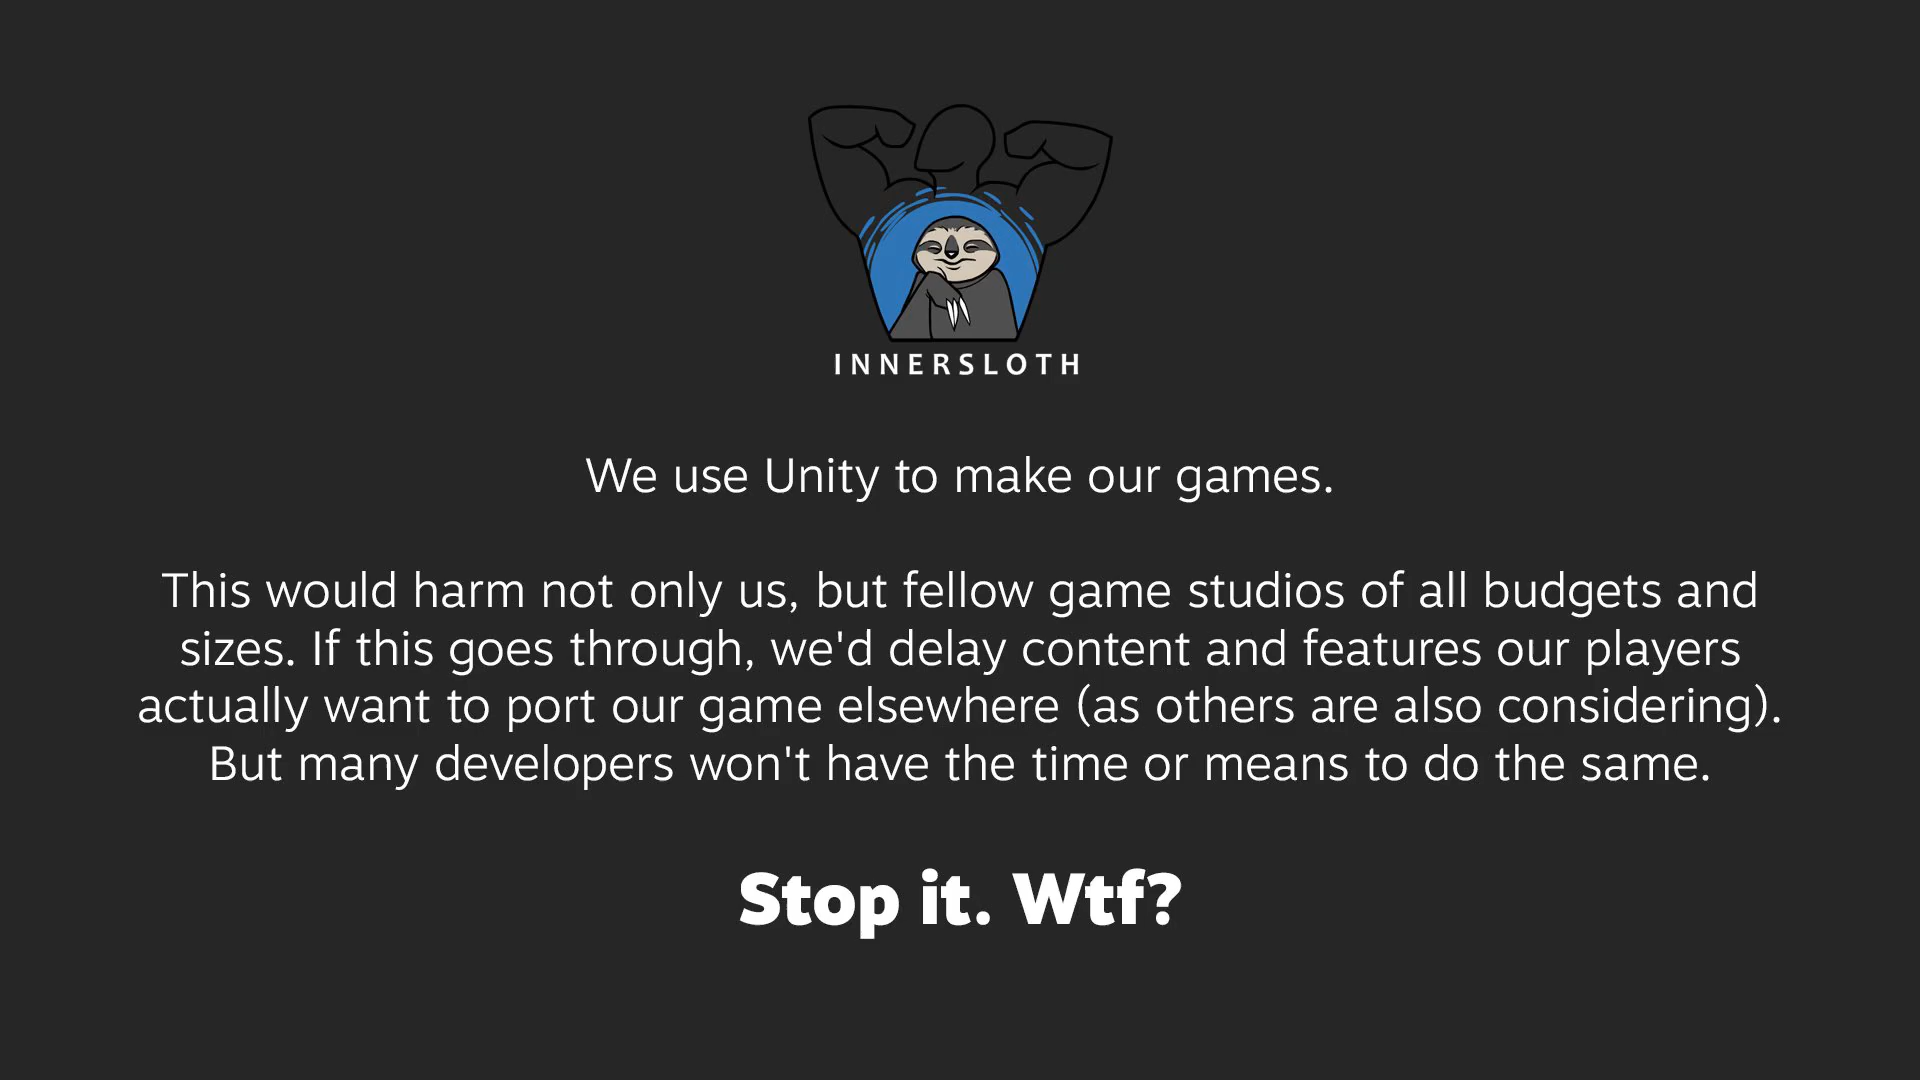 INNERSLOTH
We use Unity to make our games.
This would harm not only us, but fellow game studios of all budgets and
sizes. If this goes through, we'd delay content and features our players
actually want to port our game elsewhere (as others are also considering).
But many developers won't have the time or means to do the same.
Stop it. Wtf?